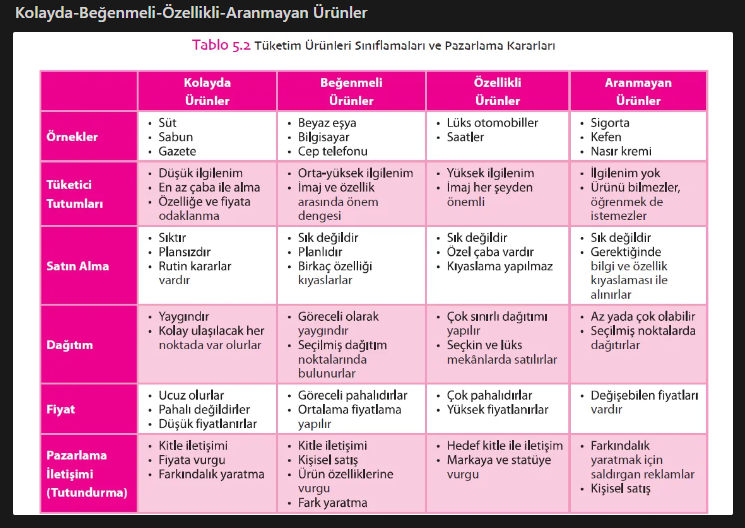 Kolayda-Beğenmeli-Özellikli-Aranmayan Ürünler
Tablo 5.2 Tüketim Ürünleri Sınıflamaları ve Pazarlama Kararları
Kolayda Ürünler
Beğenmeli Ürünler
Özellikli Ürünler
Aranmayan Ürünler
Örnekler
• Süt
• Sabun
• Gazete
• Beyaz eşya
• Bilgisayar
• Cep telefonu
• Lüks otomobiller
• Saatler
• Sigorta
• Kefen
• Nasır kremi
Tüketici
Tutumları
• Düşük ilgilenim
• En az çaba ile alma
• Özelliğe ve fiyata
odaklanma
• Orta-yüksek ilgilenim
• İmaj ve özellik
arasında önem
dengesi
• Yüksek ilgilenim
• İmaj her şeyden
önemli
• İlgilenim yok
• Ürünü bilmezler,
öğrenmek de
istemezler
Satın Alma
• Sıktır
• Plansızdır
• Rutin kararlar
vardır
• Sık değildir
• Planlıdır
• Birkaç özelliği
kıyaslarlar
• Sık değildir
• Özel çaba vardır
• Kıyaslama yapılmaz
• Sık değildir
• Gerektiğinde
bilgi ve özellik
kıyaslaması ile
alınırlar
Dağıtım
• Yaygındır
• Kolay ulaşılacak her
noktada var olurlar
• Göreceli olarak
yaygındır
• Seçilmiş dağıtım
noktalarında
bulunurlar
• Çok sınırlı dağıtımı
yapılır
• Seçkin ve lüks
mekânlarda satılırlar
• Az yada çok olabilir
• Seçilmiş noktalarda
dağıtırlar
Fiyat
• Ucuz olurlar
• Pahalı değildirler
• Düşük fiyatlanırlar
• Göreceli pahalıdırlar
• Ortalama fiyatlama
yapılır
• Çok pahalıdırlar
• Yüksek fiyatlanırlar
• Değişebilen fiyatları
vardır
Pazarlama
İletişimi
(Tutundurma)
• Kitle iletişimi
• Fiyata vurgu
• Farkındalık yaratma
• Kitle iletişimi
• Kişisel satış
• Ürün özelliklerine
vurgu
• Fark yaratma
• Hedef kitle ile iletişim
• Markaya ve statüye
vurgu
• Farkındalık
yaratmak için
saldırgan reklamlar
• Kişisel satış